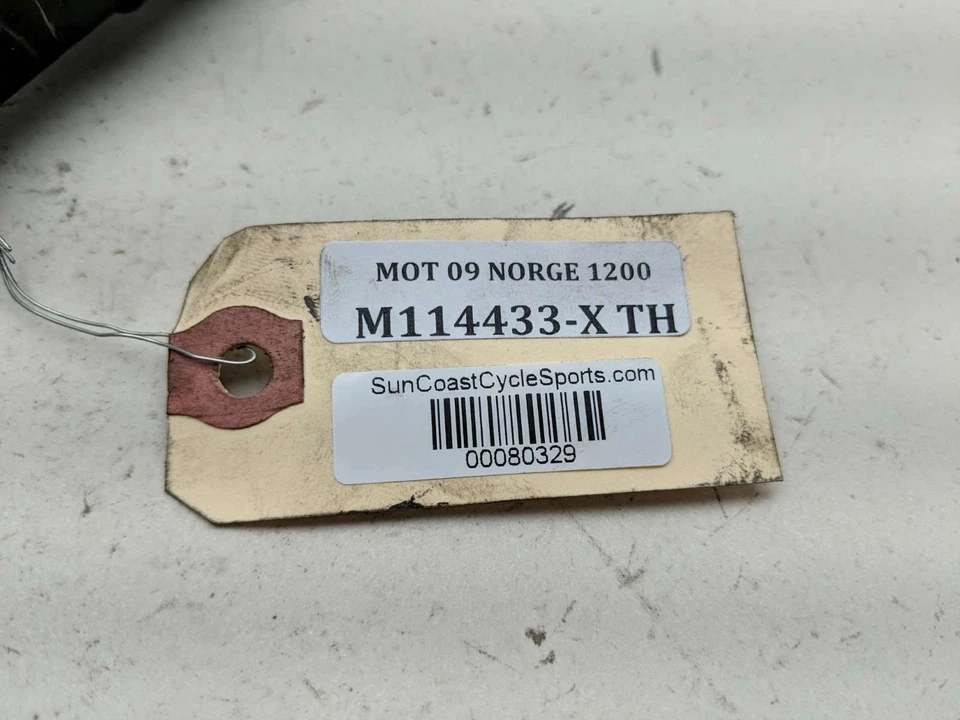 MOT 09 NORGE 1200
M114433-X TH
SunCoastCycleSports.com
00080329